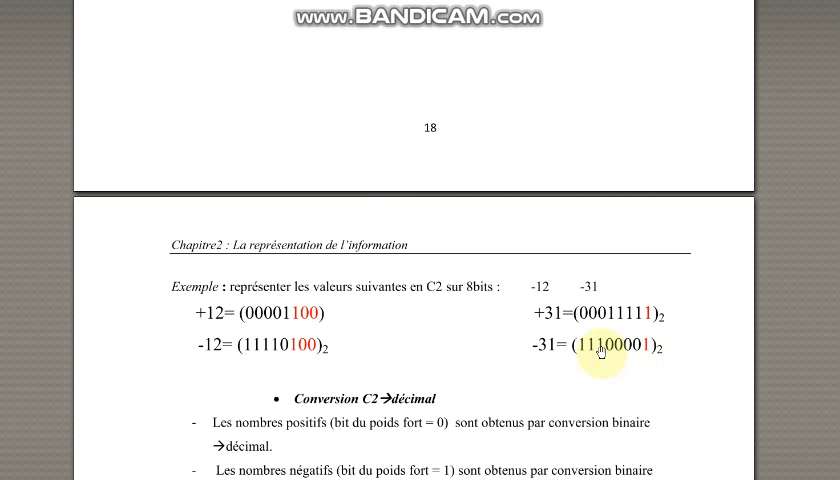 www.BANDICAM.com
18
Chapitre2 : La représentation de l'information
Exemple : représenter les valeurs suivantes en C2 sur 8bits : -12 -31
+12= (00001100) +31=(00011111)2
-12= (11110100)2 -31= (11100001)2
• Conversion C2→décimal
- Les nombres positifs (bit du poids fort = 0) sont obtenus par conversion binaire
→décimal.
- Les nombres négatifs (bit du poids fort = 1) sont obtenus par conversion binaire